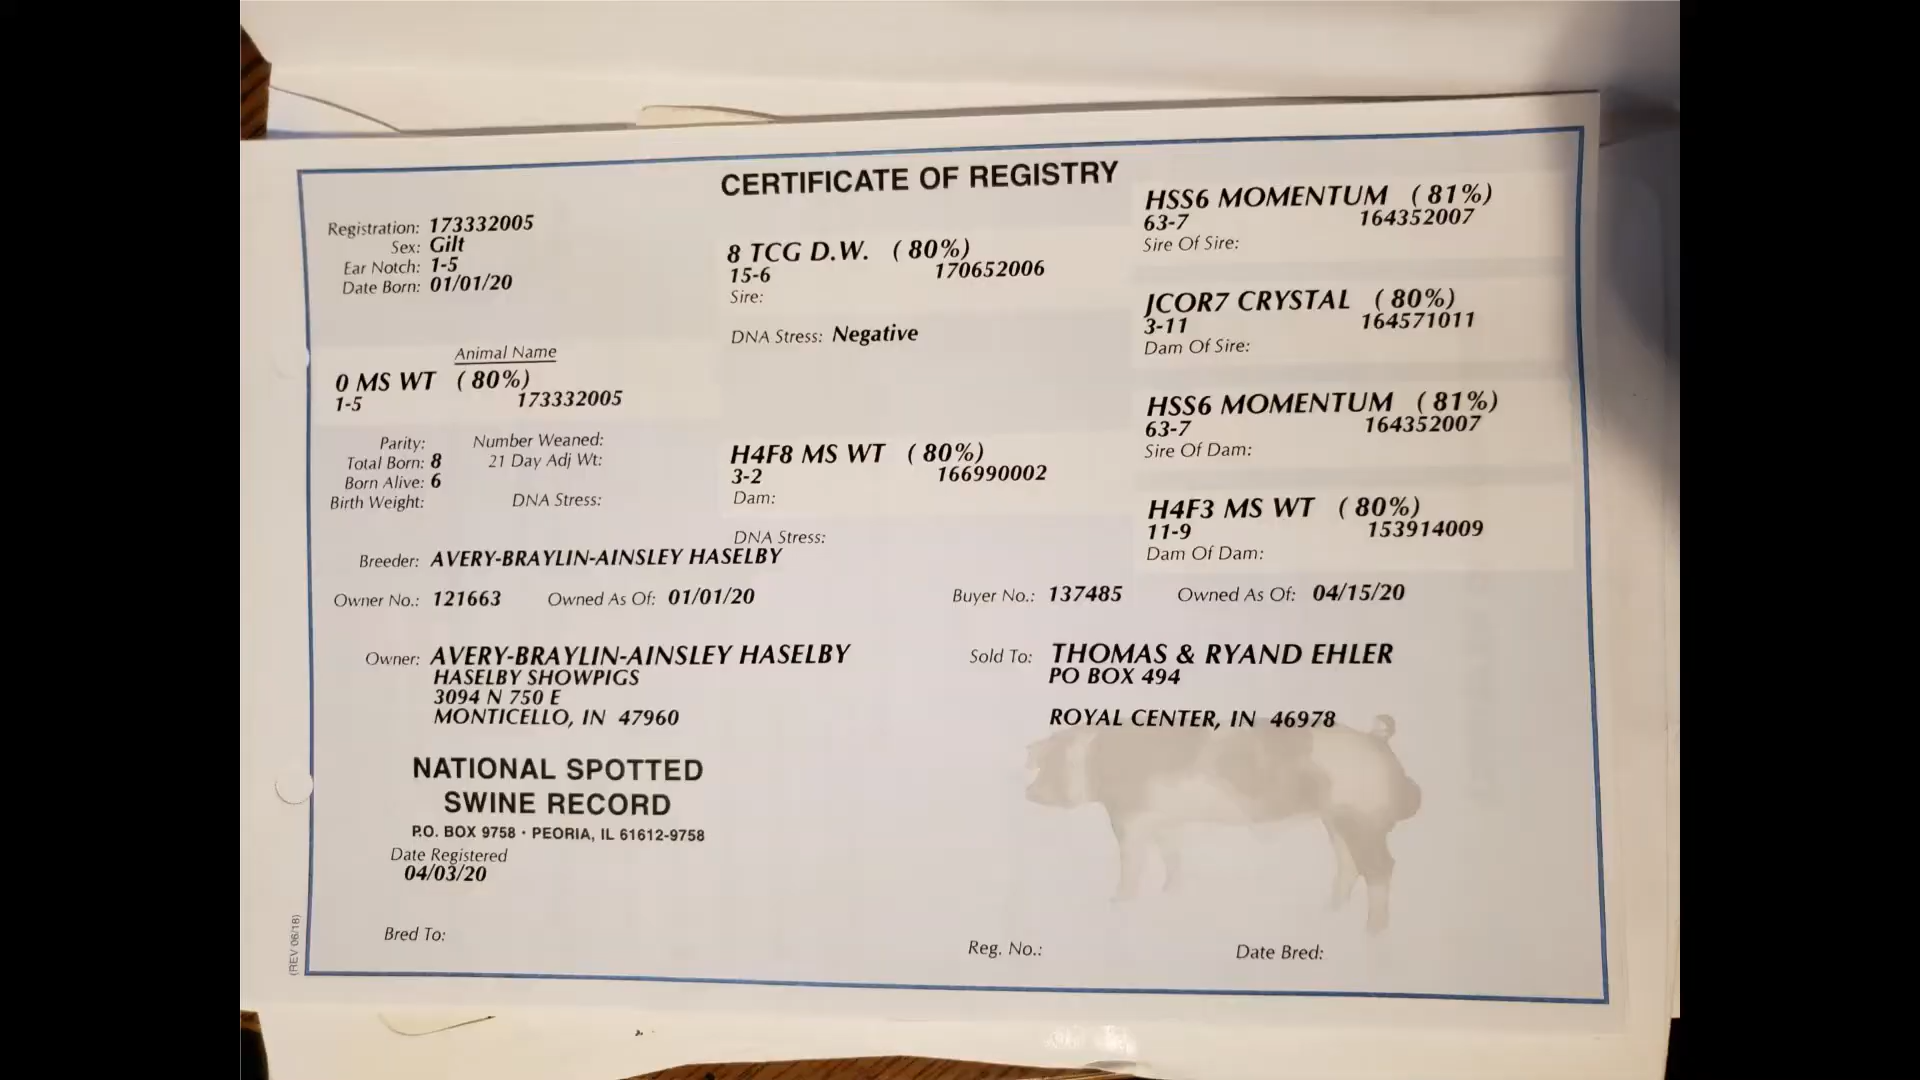 CERTIFICATE OF REGISTRY
Registration: 173332005
Sex: Gilt
Ear Notch: 1-5
Date Born: 01/01/20
Animal Name
0 MS WT (80%)
1-5 173332005
Parity: Number Weaned:
Total Born: 8 21 Day Adj Wt:
Born Alive: 6
Birth Weight: DNA Stress:
8 TCG D.W. (80%)
15-6 170652006
Sire:
DNA Stress: Negative
H4F8 MS WT (80%)
3-2 166990002
Dam:
DNA Stress:
HSS6 MOMENTUM (81%)
63-7 164352007
Sire Of Sire:
JCOR7 CRYSTAL (80%)
3-11 164571011
Dam Of Sire:
HSS6 MOMENTUM (81%)
63-7 164352007
Sire Of Dam:
H4F3 MS WT (80%)
11-9 153914009
Dam Of Dam:
Breeder: AVERY-BRAYLIN-AINSLEY HASELBY
Owner No.: 121663 Owned As Of: 01/01/20 Buyer No.: 137485 Owned As Of: 04/15/20
Owner: AVERY-BRAYLIN-AINSLEY HASELBY
HASELBY SHOWPIGS
3094 N 750 E
MONTICELLO, IN 47960
Sold To: THOMAS & RYAND EHLER
PO BOX 494
ROYAL CENTER, IN 46978
NATIONAL SPOTTED
SWINE RECORD
P.O. BOX 9758 · PEORIA, IL 61612-9758
Date Registered
04/03/20
Bred To: Reg. No.: Date Bred:
(REV 06/18)